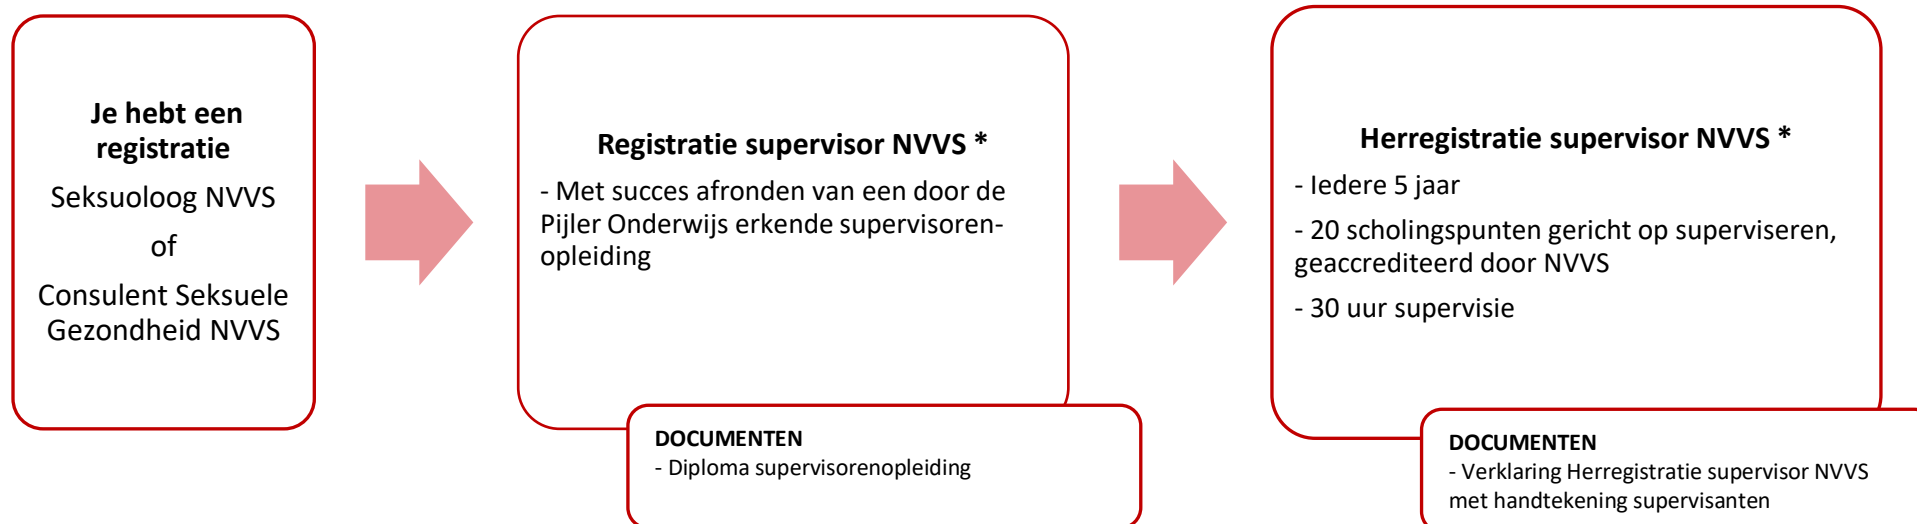 Je hebt een
registratie
Seksuoloog NVVS
of
Consulent Seksuele
Gezondheid NVVS
Registratie supervisor NVVS *
- Met succes afronden van een door de
Pijler Onderwijs erkende supervisoren-
opleiding
DOCUMENTEN
- Diploma supervisorenopleiding
Herregistratie supervisor NVVS *
- Iedere 5 jaar
- 20 scholingspunten gericht op superviseren,
geaccrediteerd door NVVS
- 30 uur supervisie
DOCUMENTEN
- Verklaring Herregistratie supervisor NVVS
met handtekening supervisanten